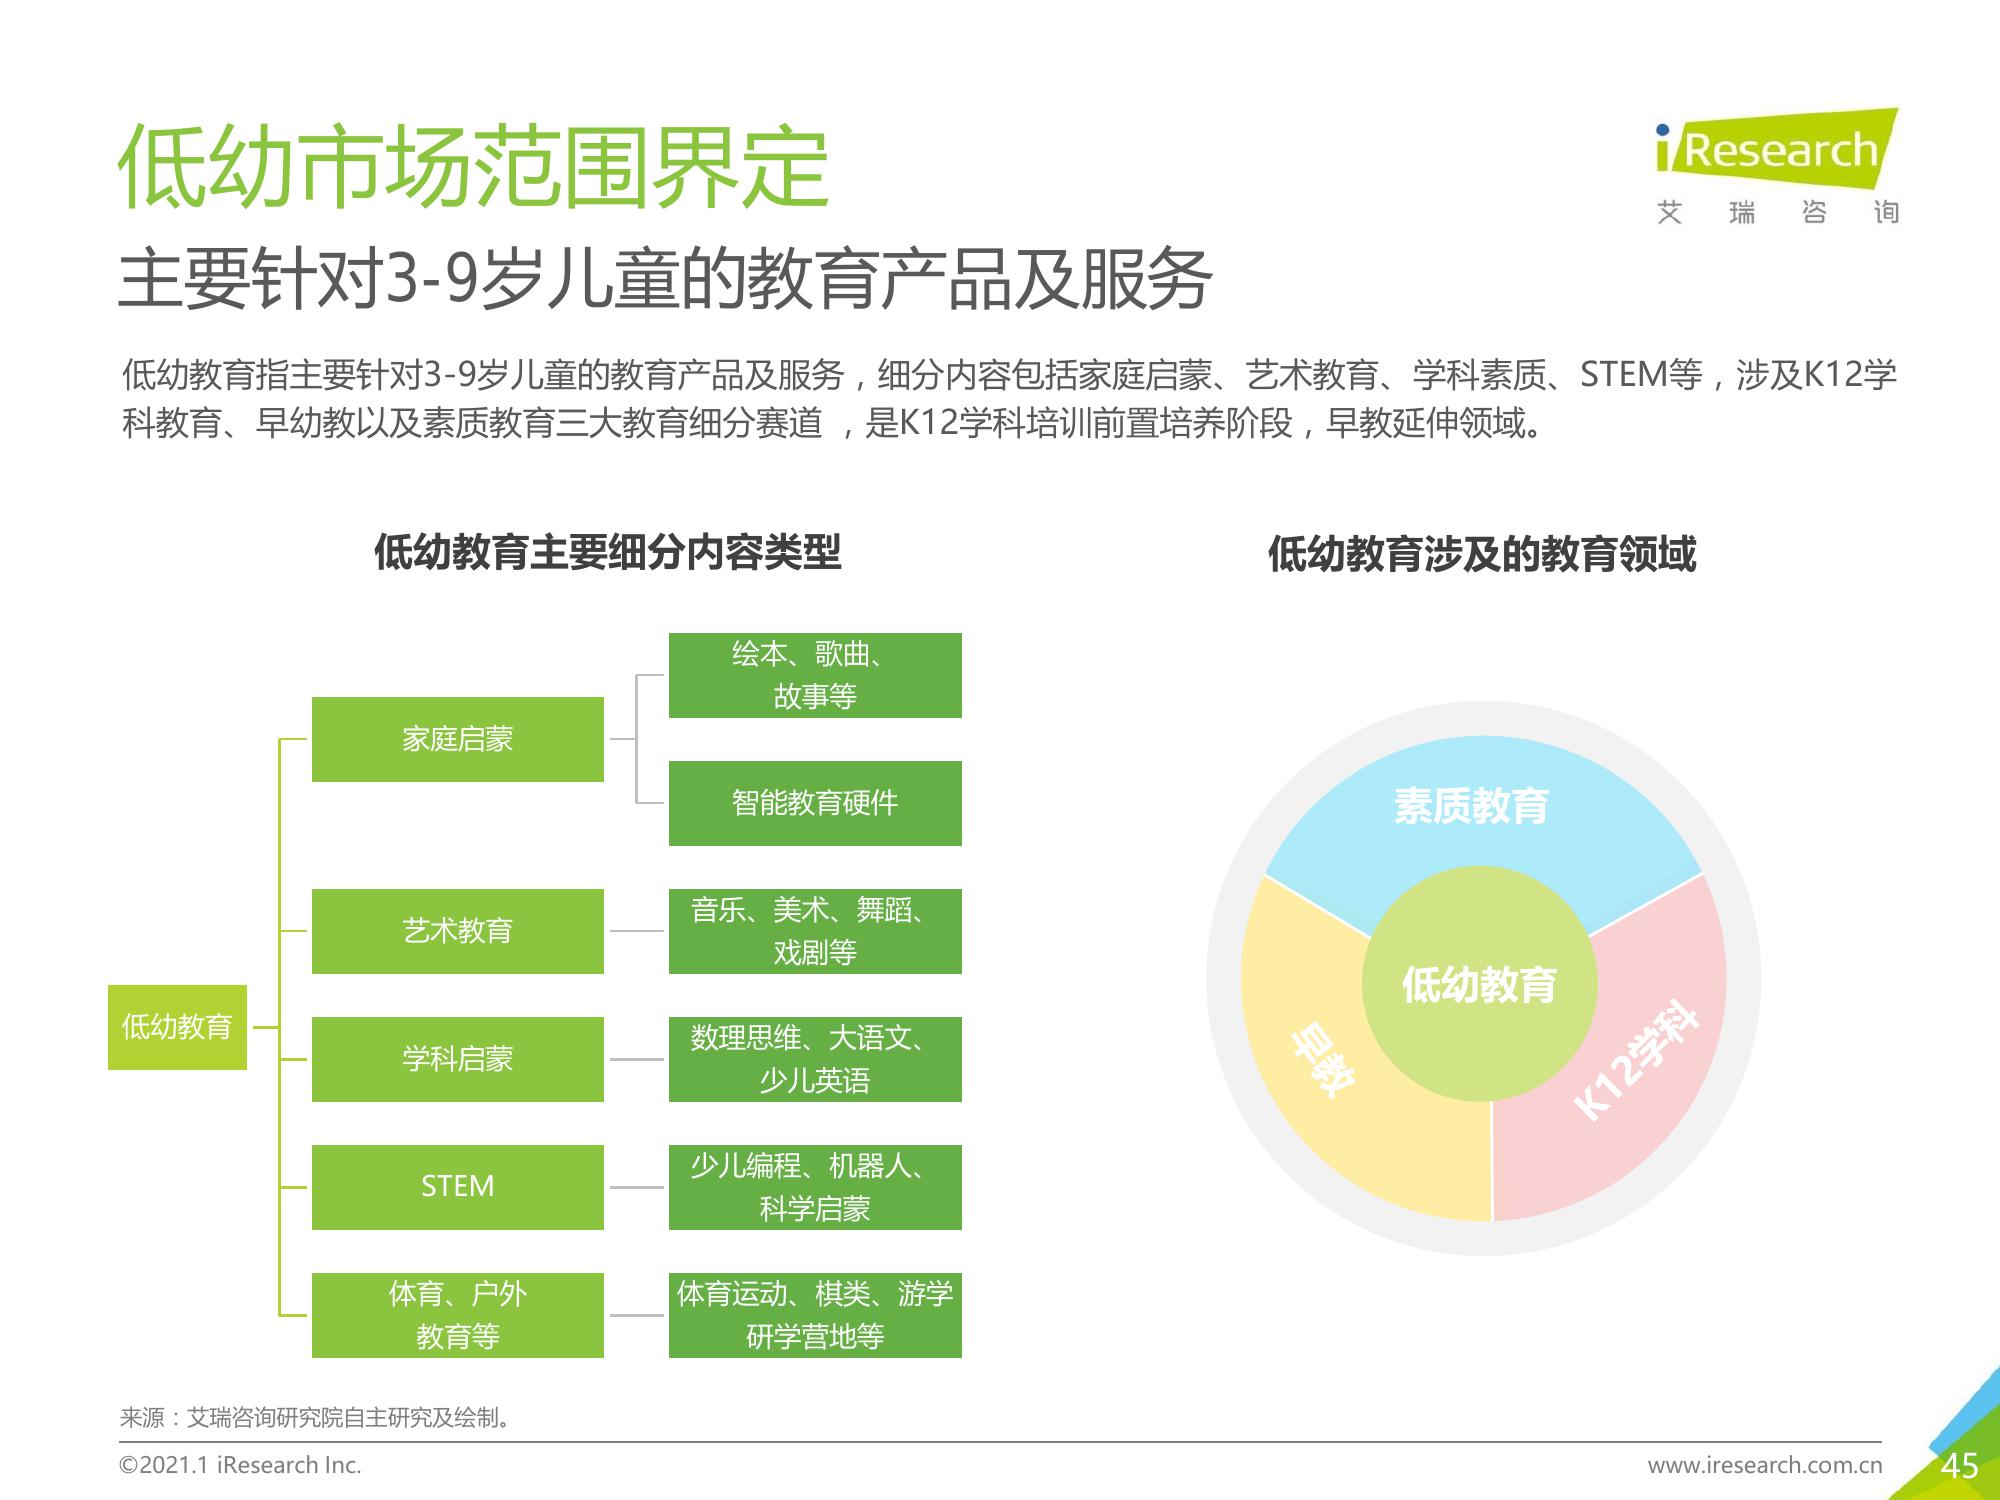 低幼市场范围界定
iResearch
艾瑞咨询
主要针对3-9岁儿童的教育产品及服务
低幼教育指主要针对3-9岁儿童的教育产品及服务，细分内容包括家庭启蒙、艺术教育、学科素质、STEM等，涉及K12学
科教育、早幼教以及素质教育三大教育细分赛道 ，是K12学科培训前置培养阶段，早教延伸领域。
低幼教育主要细分内容类型
低幼教育
家庭启蒙
绘本、歌曲、
故事等
智能教育硬件
艺术教育
音乐、美术、舞蹈、
戏剧等
学科启蒙
数理思维、大语文、
少儿英语
STEM
少儿编程、机器人、
科学启蒙
体育、户外
教育等
体育运动、棋类、游学
研学营地等
低幼教育涉及的教育领域
素质教育
低幼教育
早教
K12学科
来源：艾瑞咨询研究院自主研究及绘制。
©2021.1 iResearch Inc.
www.iresearch.com.cn
45